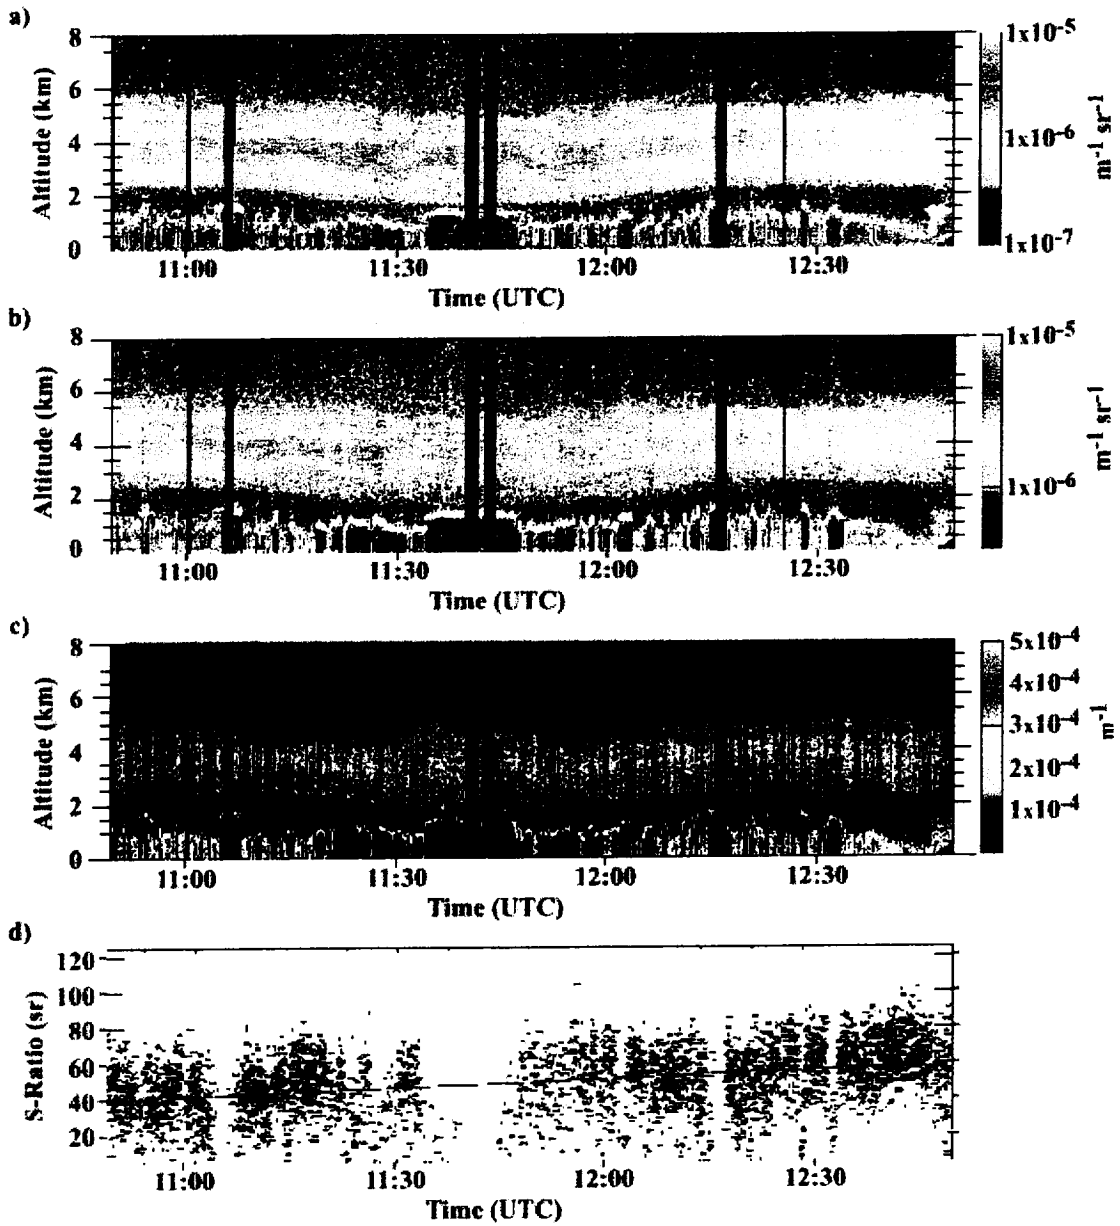 a)
8
6
4
2
0
Altitude (km)
11:00 11:30 12:00 12:30
Time (UTC)
1x10⁻⁵
1x10⁻⁶
1x10⁻⁷
m⁻¹ sr⁻¹
b)
8
6
4
2
0
Altitude (km)
11:00 11:30 12:00 12:30
Time (UTC)
1x10⁻⁵
1x10⁻⁶
m⁻¹ sr⁻¹
c)
8
6
4
2
0
Altitude (km)
11:00 11:30 12:00 12:30
Time (UTC)
5x10⁻⁴
4x10⁻⁴
3x10⁻⁴
2x10⁻⁴
1x10⁻⁴
m⁻¹
d)
120
100
80
60
40
20
S-Ratio (sr)
11:00 11:30 12:00 12:30
Time (UTC)